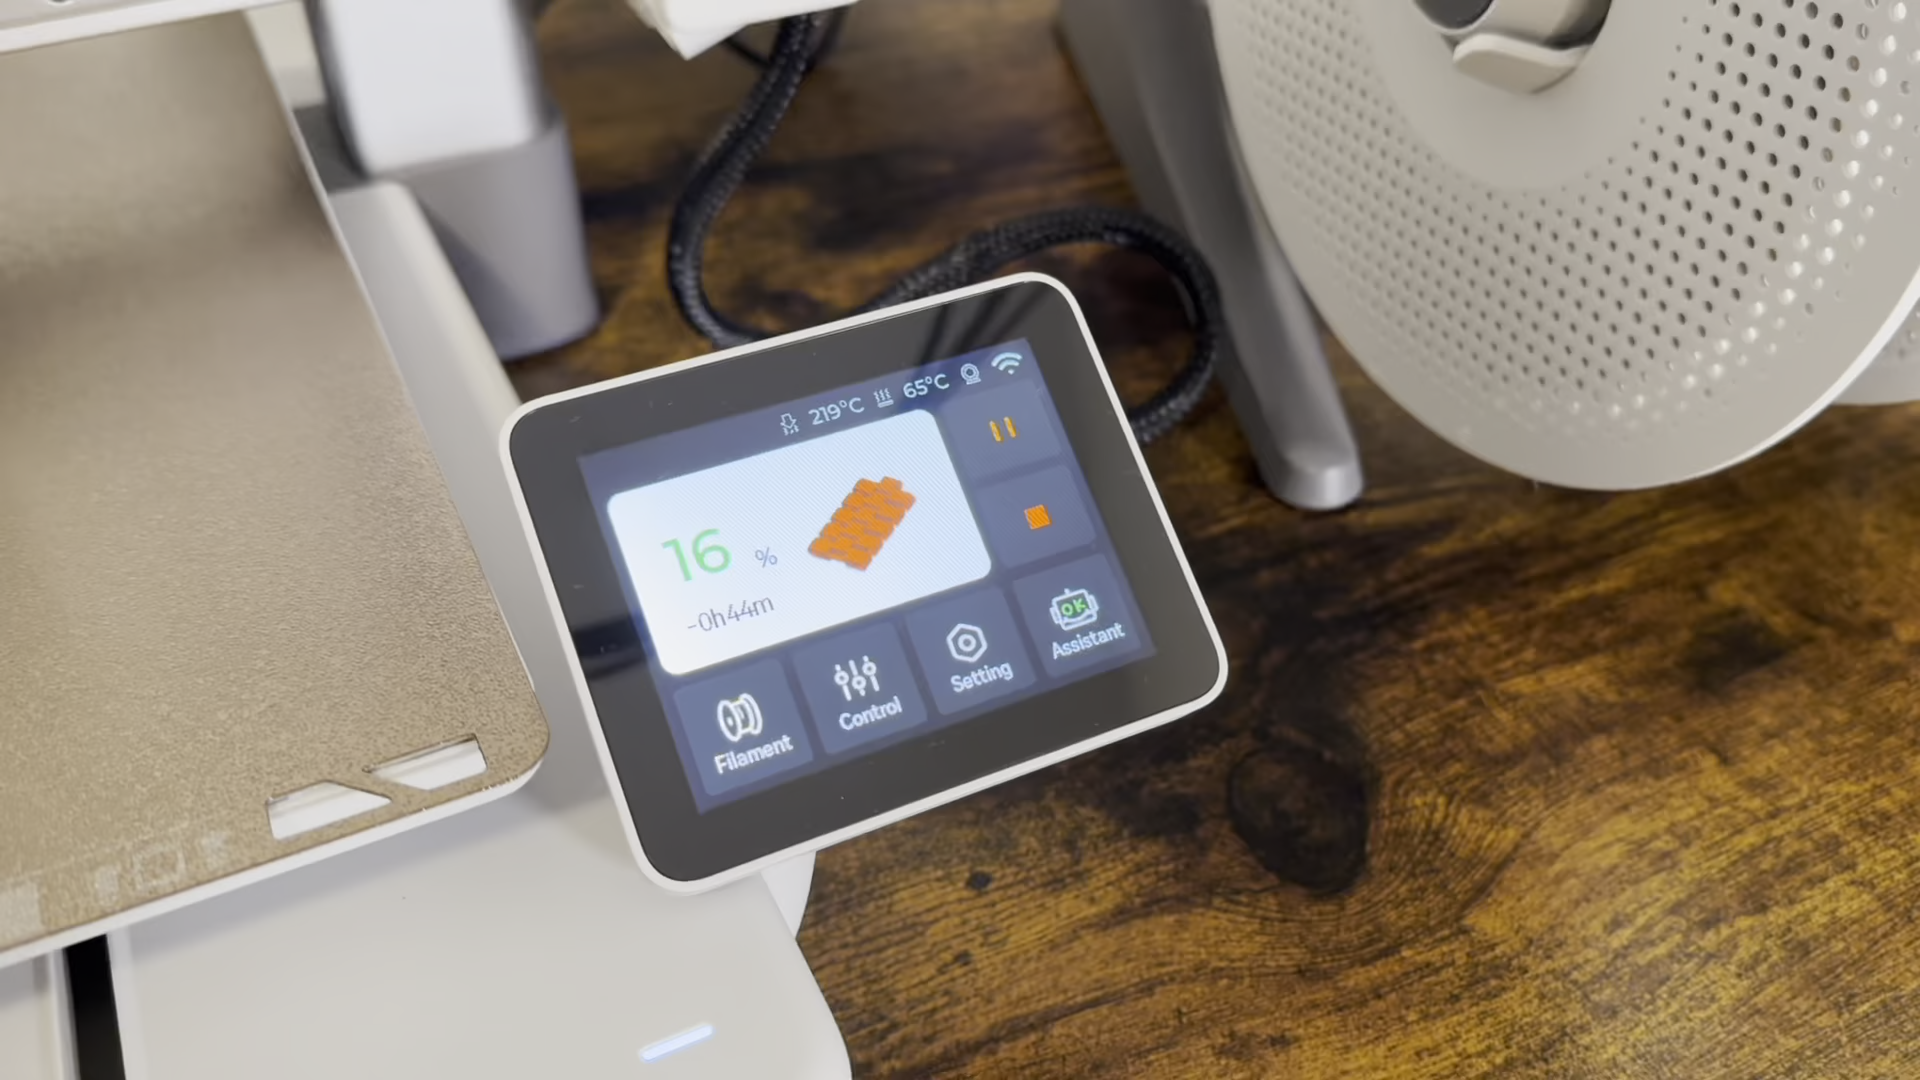 219°C 65°C
16 %
-0h44m
OK
Filament Control Setting Assistant